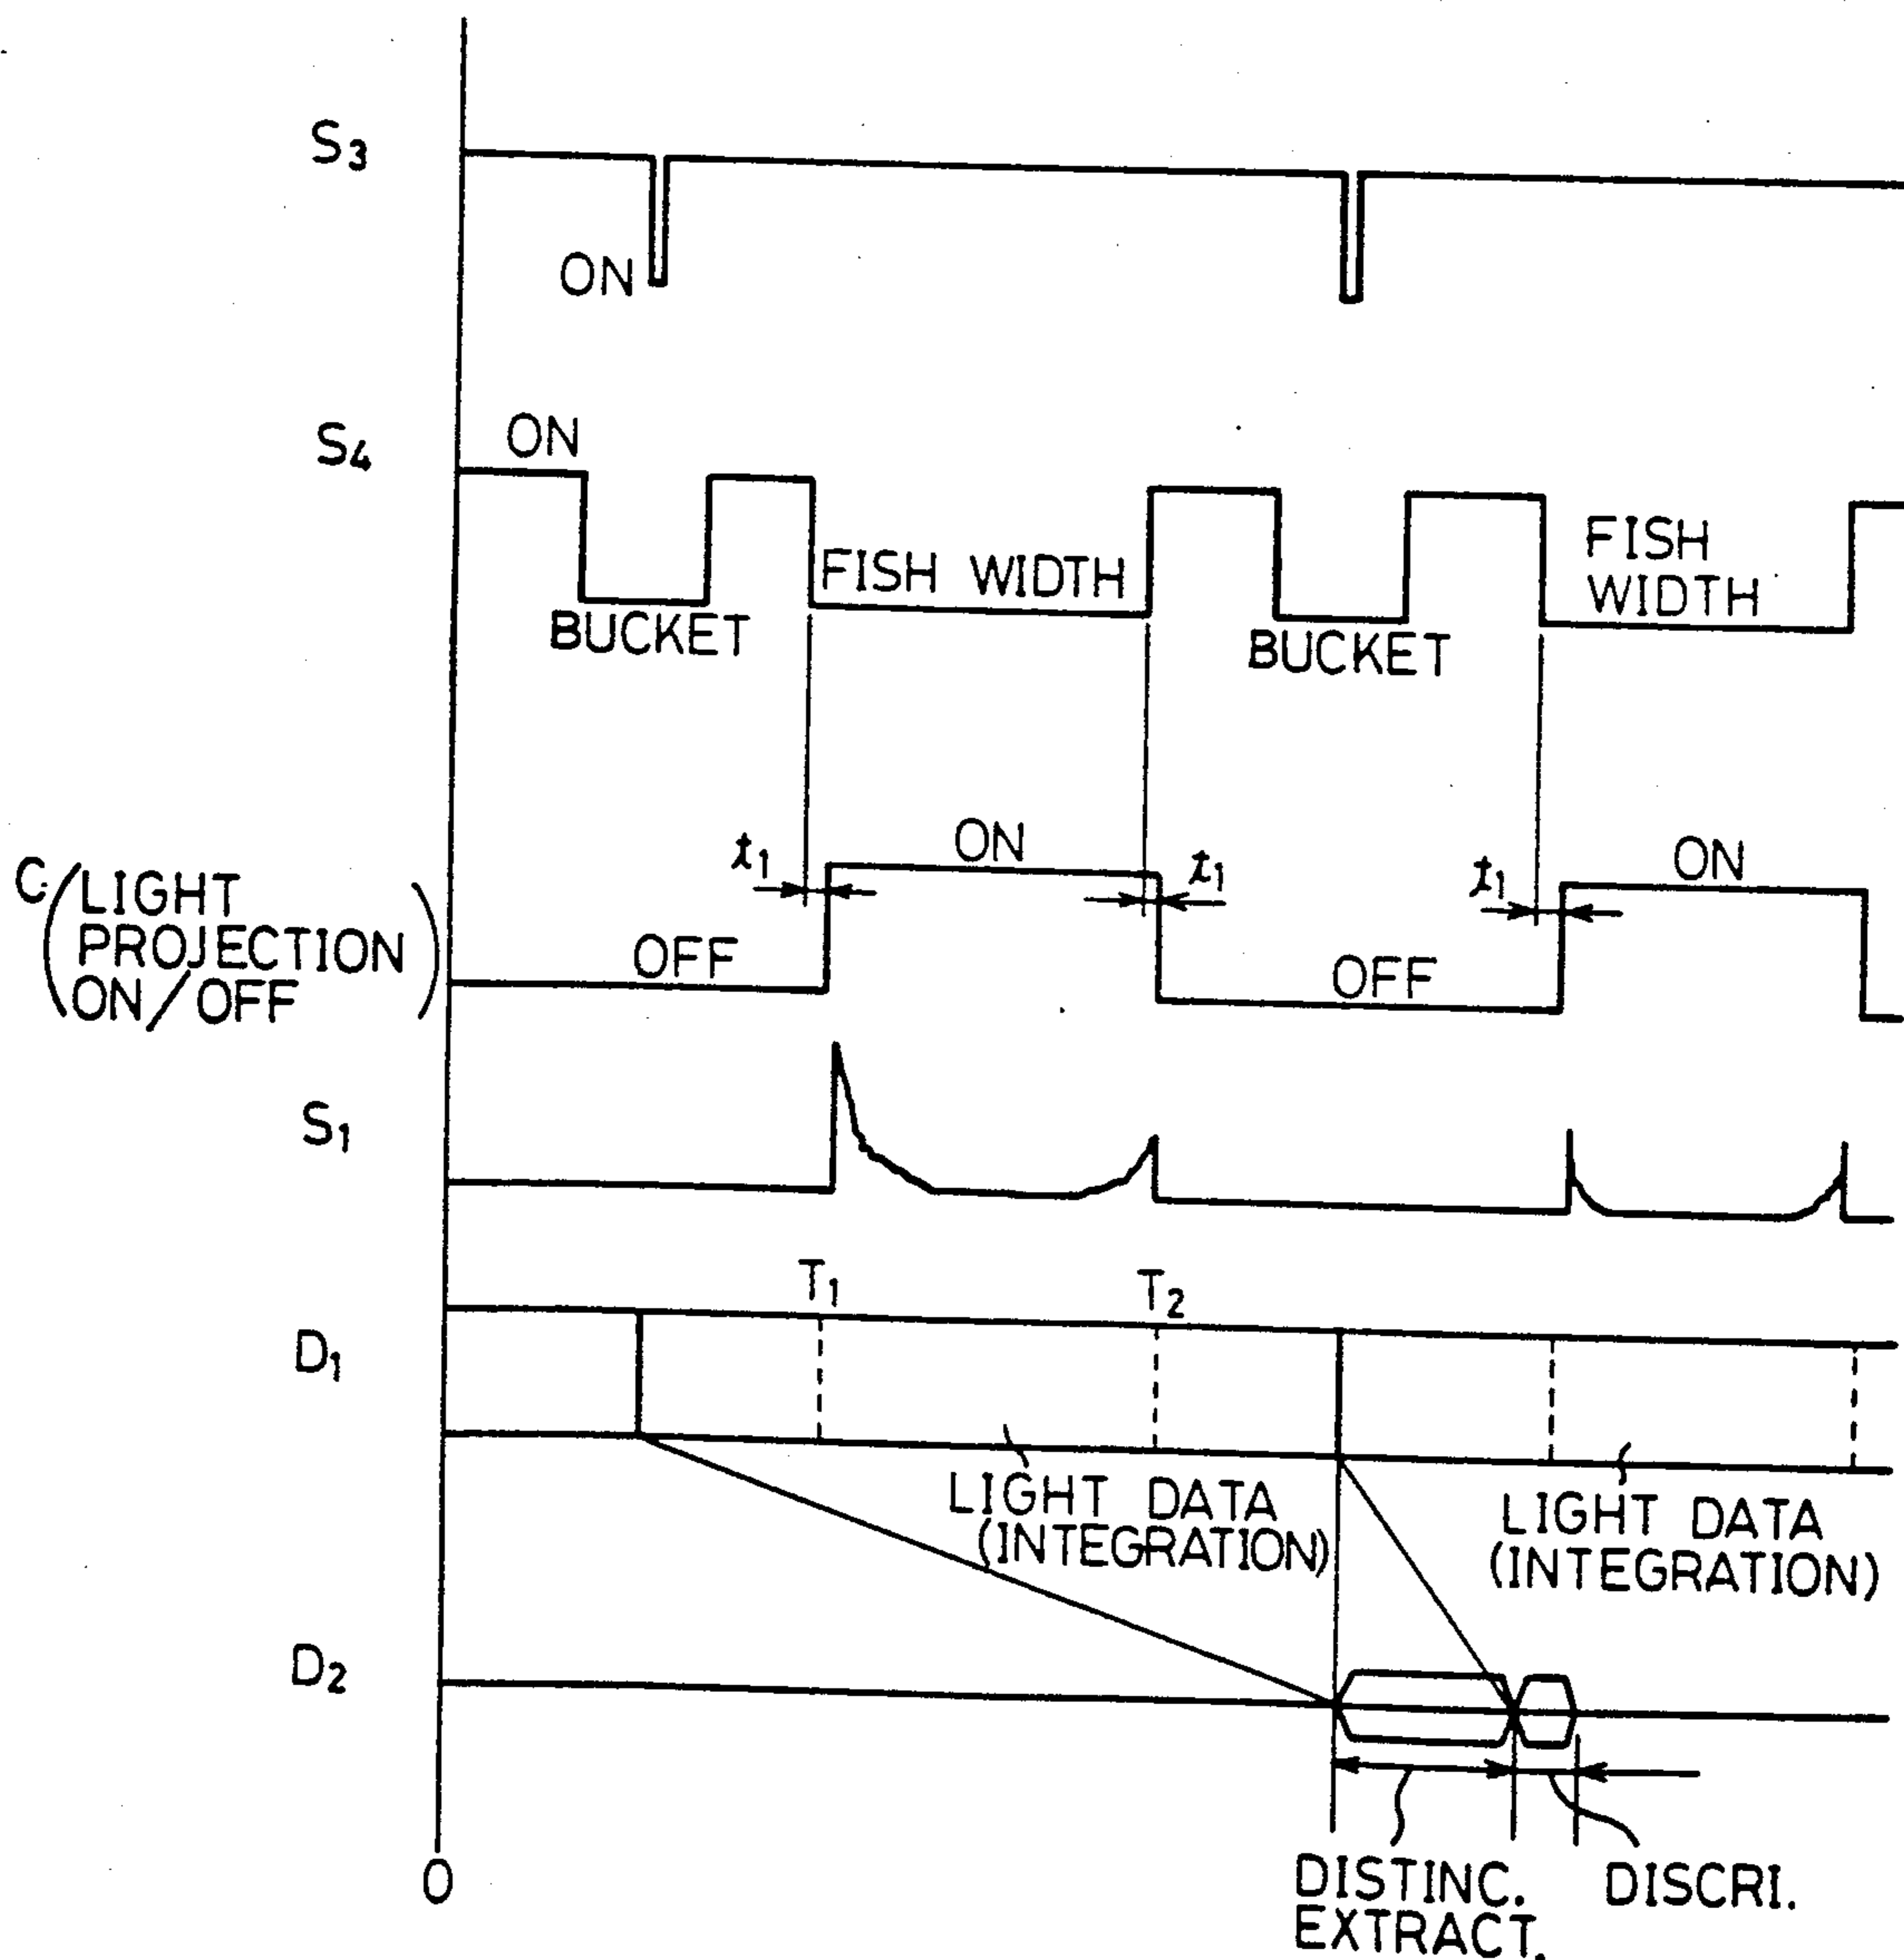 S3
ON
S4
ON
BUCKET
FISH WIDTH
BUCKET
FISH
WIDTH
C
(LIGHT
PROJECTION
ON/OFF)
OFF
t1
ON
t1
OFF
t1
ON
S1
T1
T2
D1
LIGHT DATA
(INTEGRATION)
LIGHT DATA
(INTEGRATION)
D2
0
DISTINC.
EXTRACT.
DISCRI.